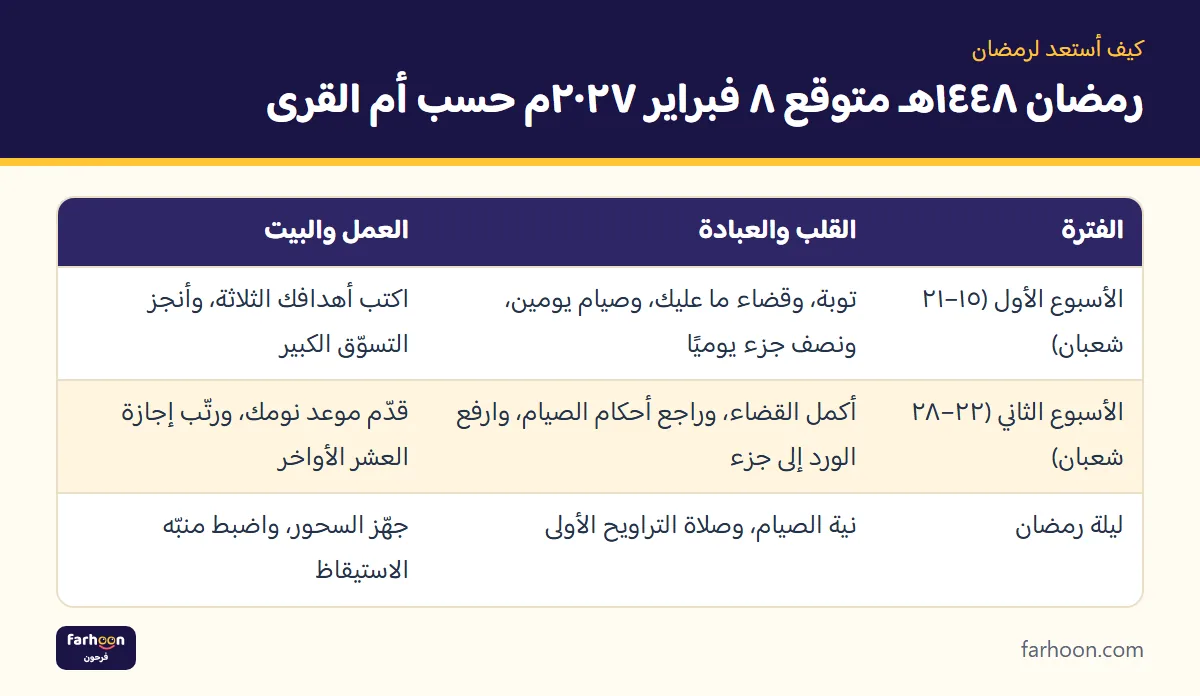 كيف أستعد لرمضان
رمضان ١٤٤٨هـ متوقع ٨ فبراير ٢٠٢٧م حسب أم القرى
الفترة
القلب والعبادة
العمل والبيت
الأسبوع الأول (١٥–٢١
شعبان)
توبة، وقضاء ما عليك، وصيام يومين،
ونصف جزء يوميًا
اكتب أهدافك الثلاثة، وأنجز
التسوّق الكبير
الأسبوع الثاني (٢٢–٢٨
شعبان)
أكمل القضاء، وراجع أحكام الصيام، وارفع
الورد إلى جزء
قدّم موعد نومك، ورتّب إجازة
العشر الأواخر
ليلة رمضان
نية الصيام، وصلاة التراويح الأولى
جهّز السحور، واضبط منبّه
الاستيقاظ
farhoon.com
farhoon
فرحون